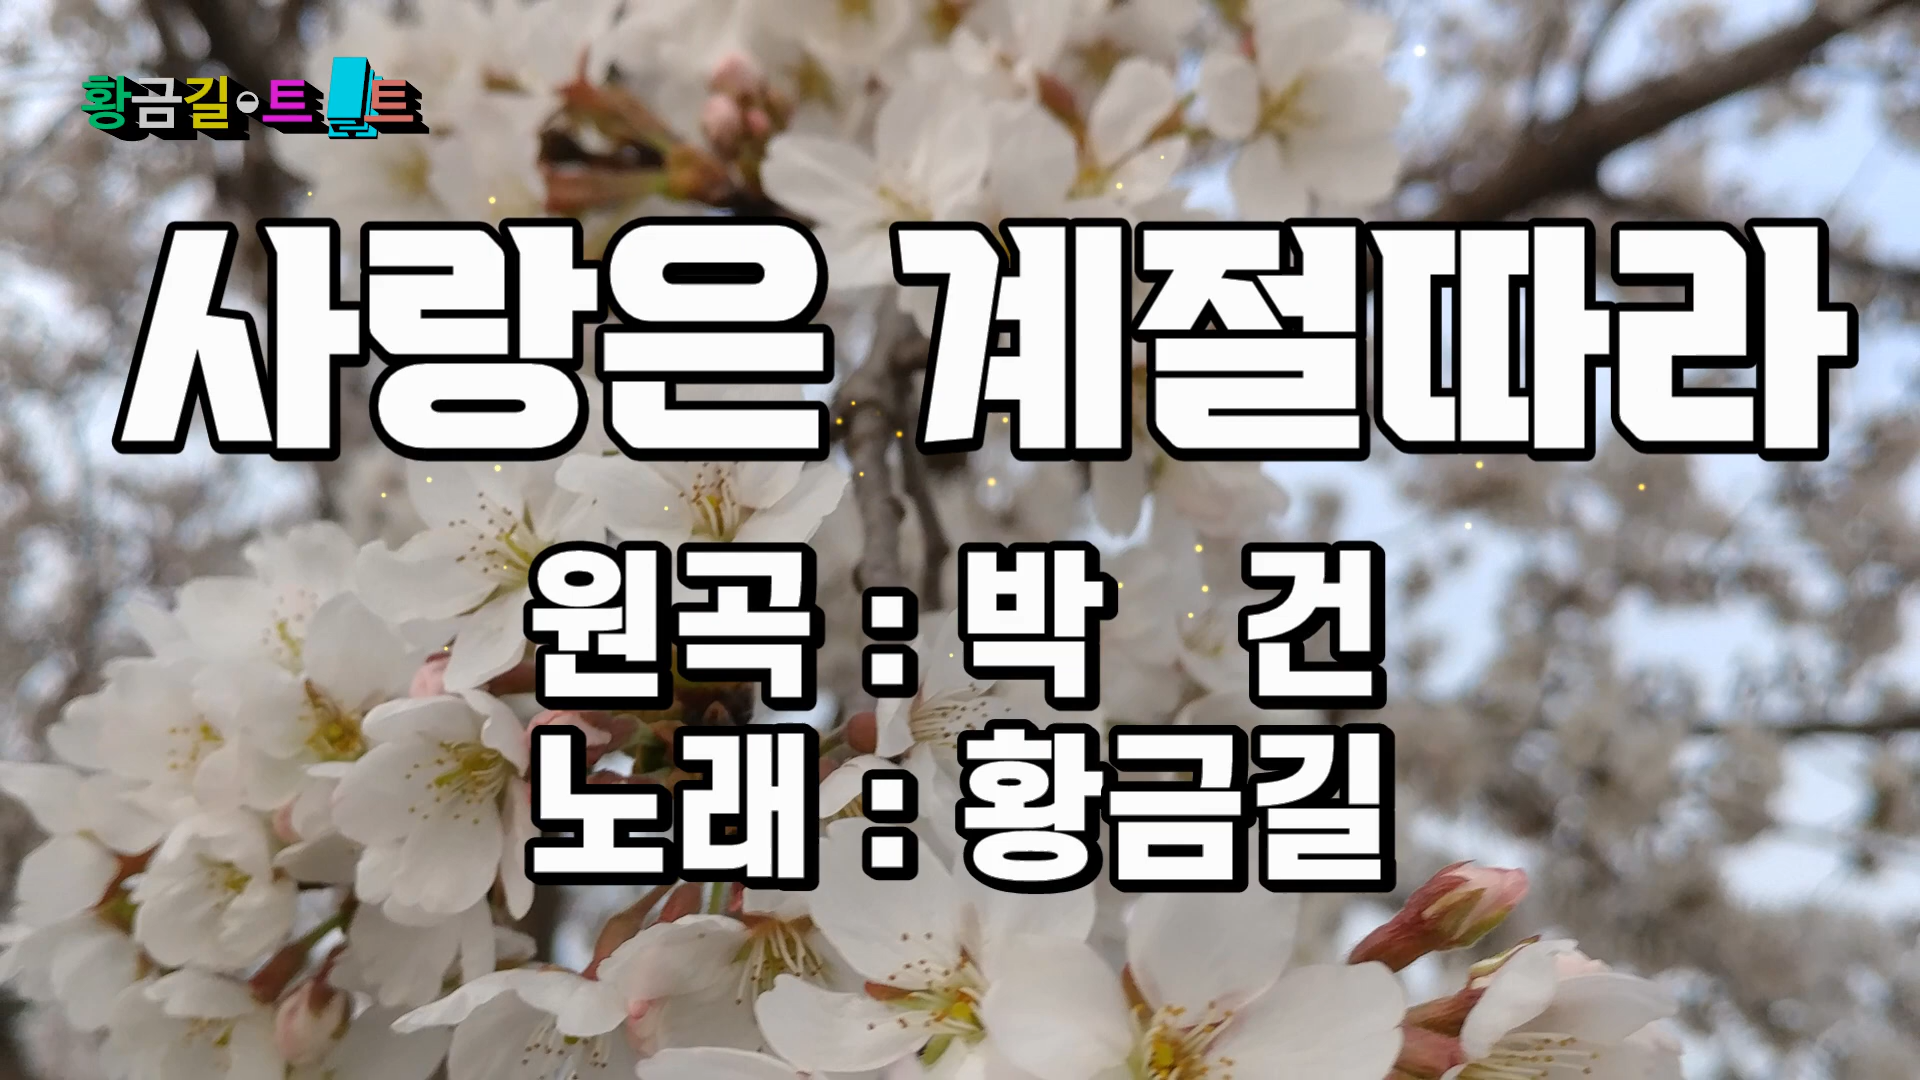 황금길•트로트
사랑은 계절따라
원곡 : 박 건
노래 : 황금길